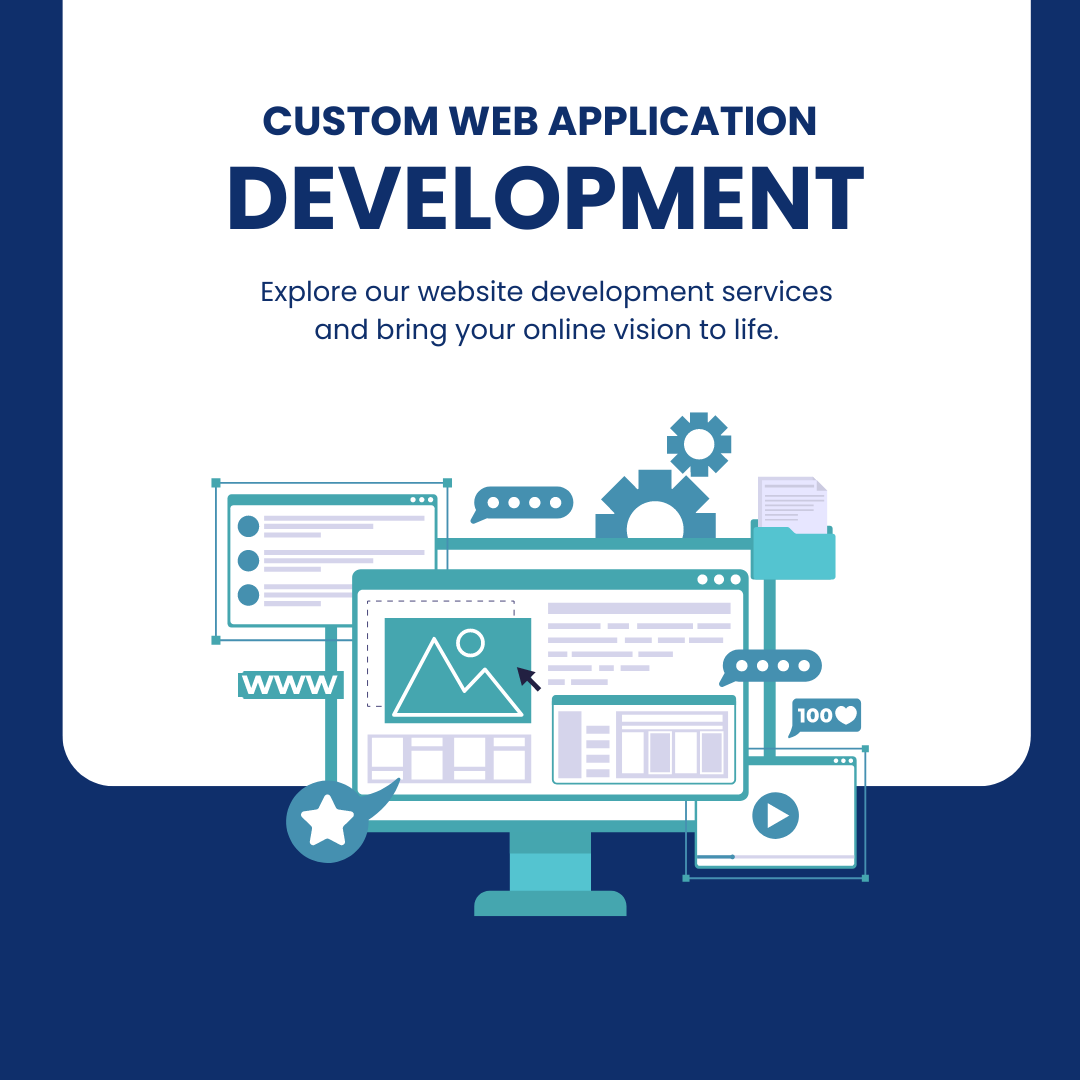 CUSTOM WEB APPLICATION
DEVELOPMENT
Explore our website development services
and bring your online vision to life.
WWW
100